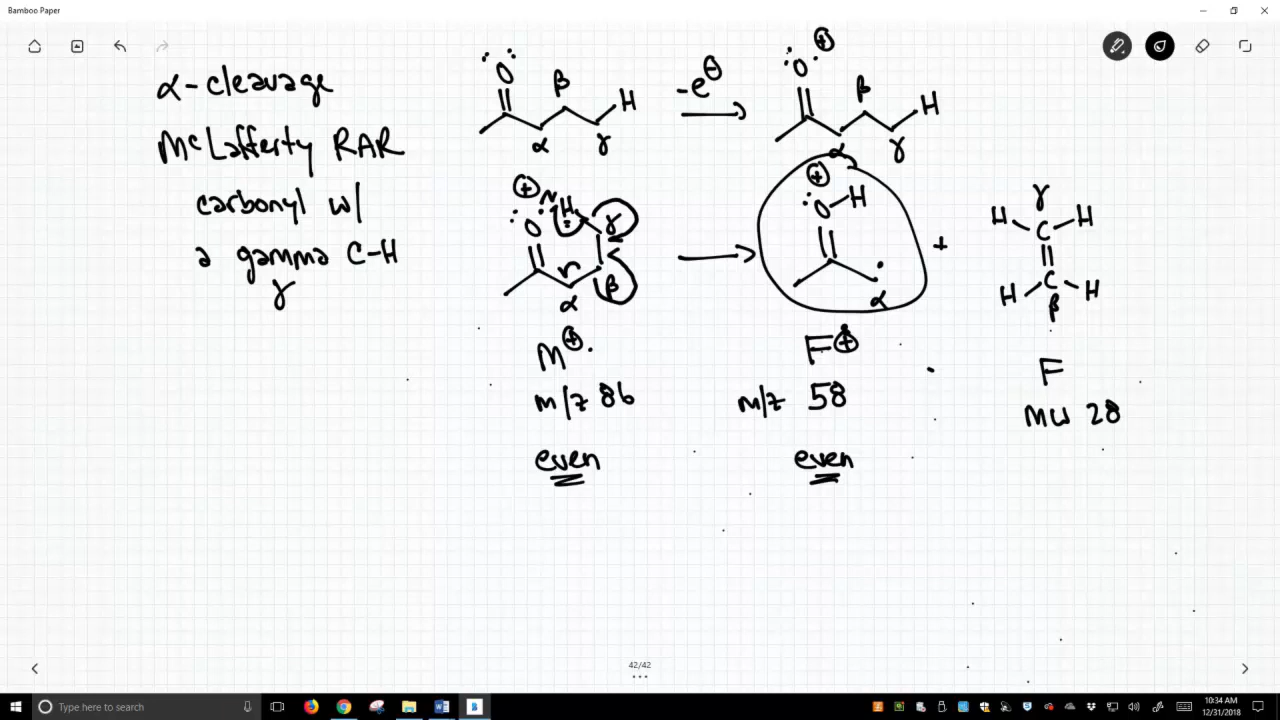 Bamboo Paper
α-cleavage
McLafferty RAR
carbonyl w/
a gamma C-H
γ
O
β
H
α
γ
-e⊖
⊕
O
β
H
α
γ
⊕
H
O
γ
β
α
⊕
O-H
α
+
γ
H C H
H C H
β
M⊕·
F⊕
F
m/z 86
m/z 58
MW 28
even
even
42/42
Type here to search
10:34 AM
12/31/2018